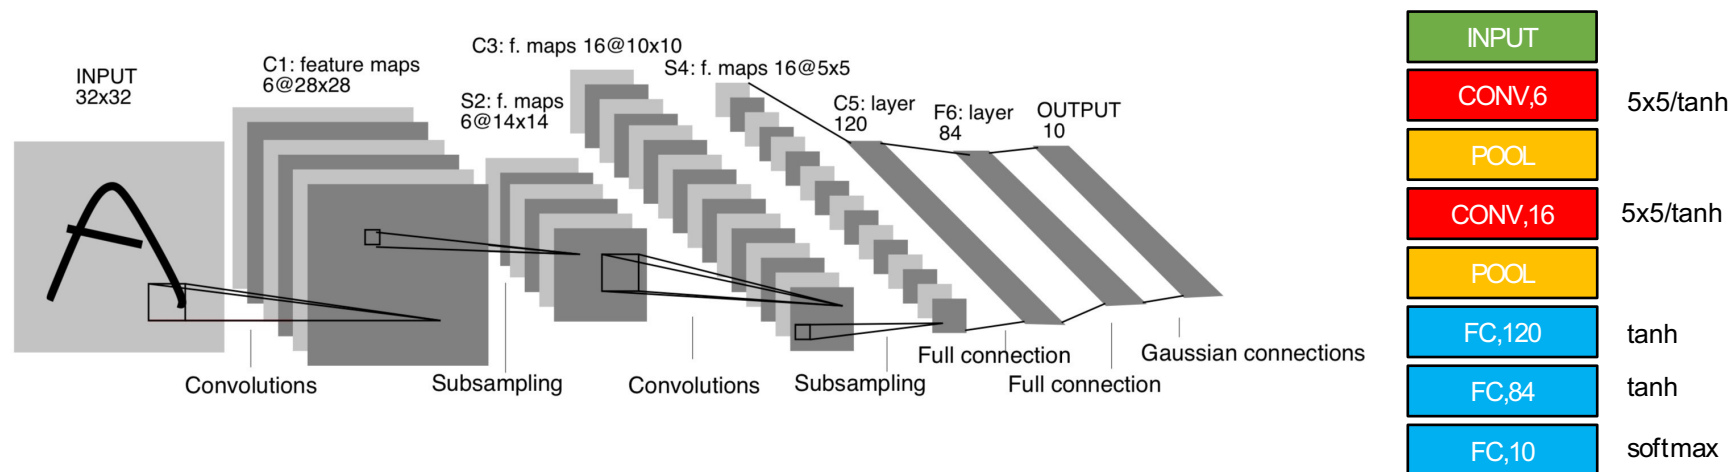 INPUT
32x32
C1: feature maps
6@28x28
S2: f. maps
6@14x14
C3: f. maps 16@10x10
S4: f. maps 16@5x5
C5: layer
120
F6: layer
84
OUTPUT
10
Convolutions
Subsampling
Convolutions
Subsampling
Full connection
Full connection
Gaussian connections
INPUT
CONV,6 5x5/tanh
POOL
CONV,16 5x5/tanh
POOL
FC,120 tanh
FC,84 tanh
FC,10 softmax